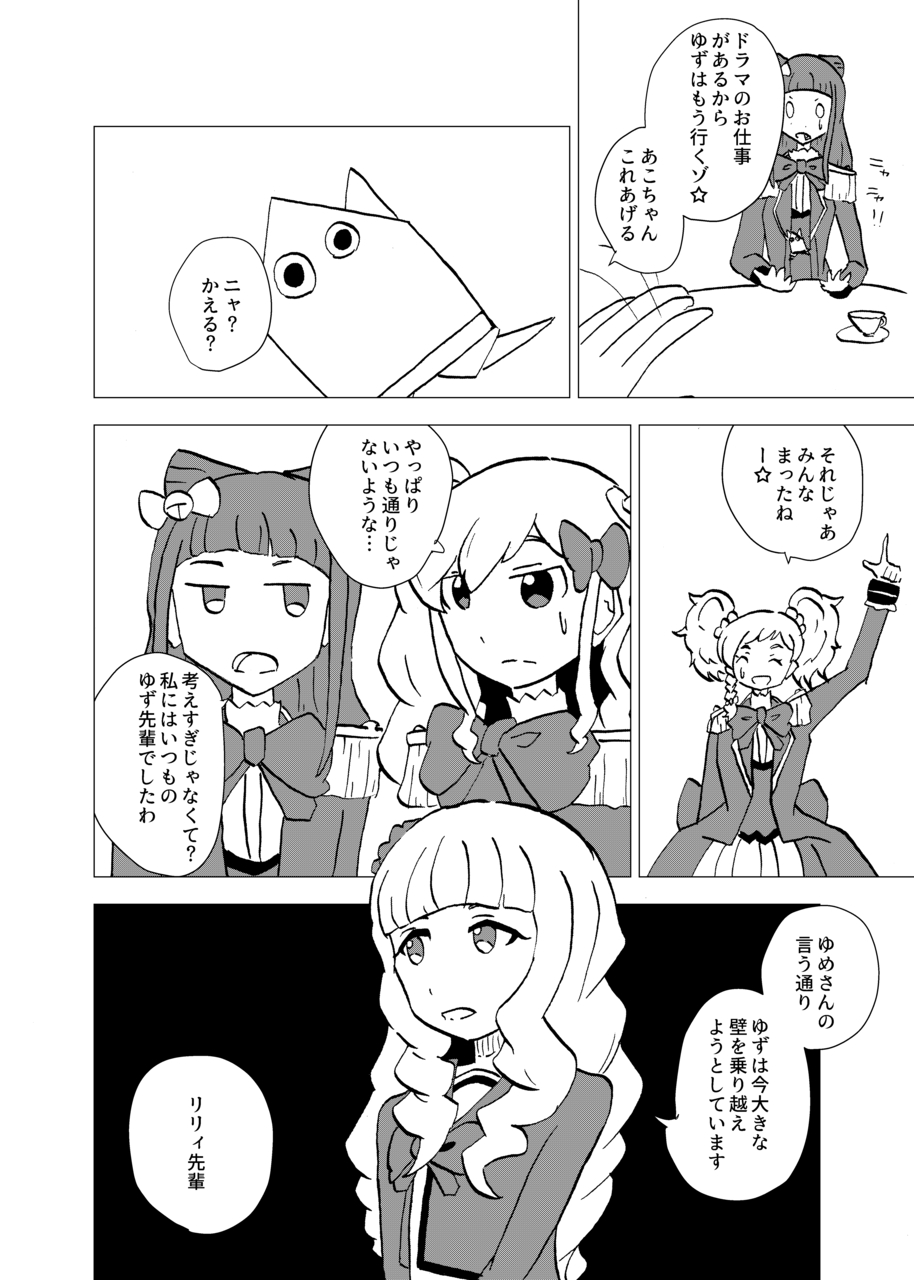 ドラマのお仕事
があるから
ゆずはもう行くゾ☆
あこちゃん
これあげる
ニャ
ニャ!!
ニャ？
かえる？
それじゃあ
みんな
まったね
ー☆
やっぱり
いつも通りじゃ
ないような…
考えすぎじゃなくて？
私にはいつもの
ゆず先輩でしたわ
ゆめさんの
言う通り
ゆずは今大きな
壁を乗り越え
ようとしています
リリィ先輩